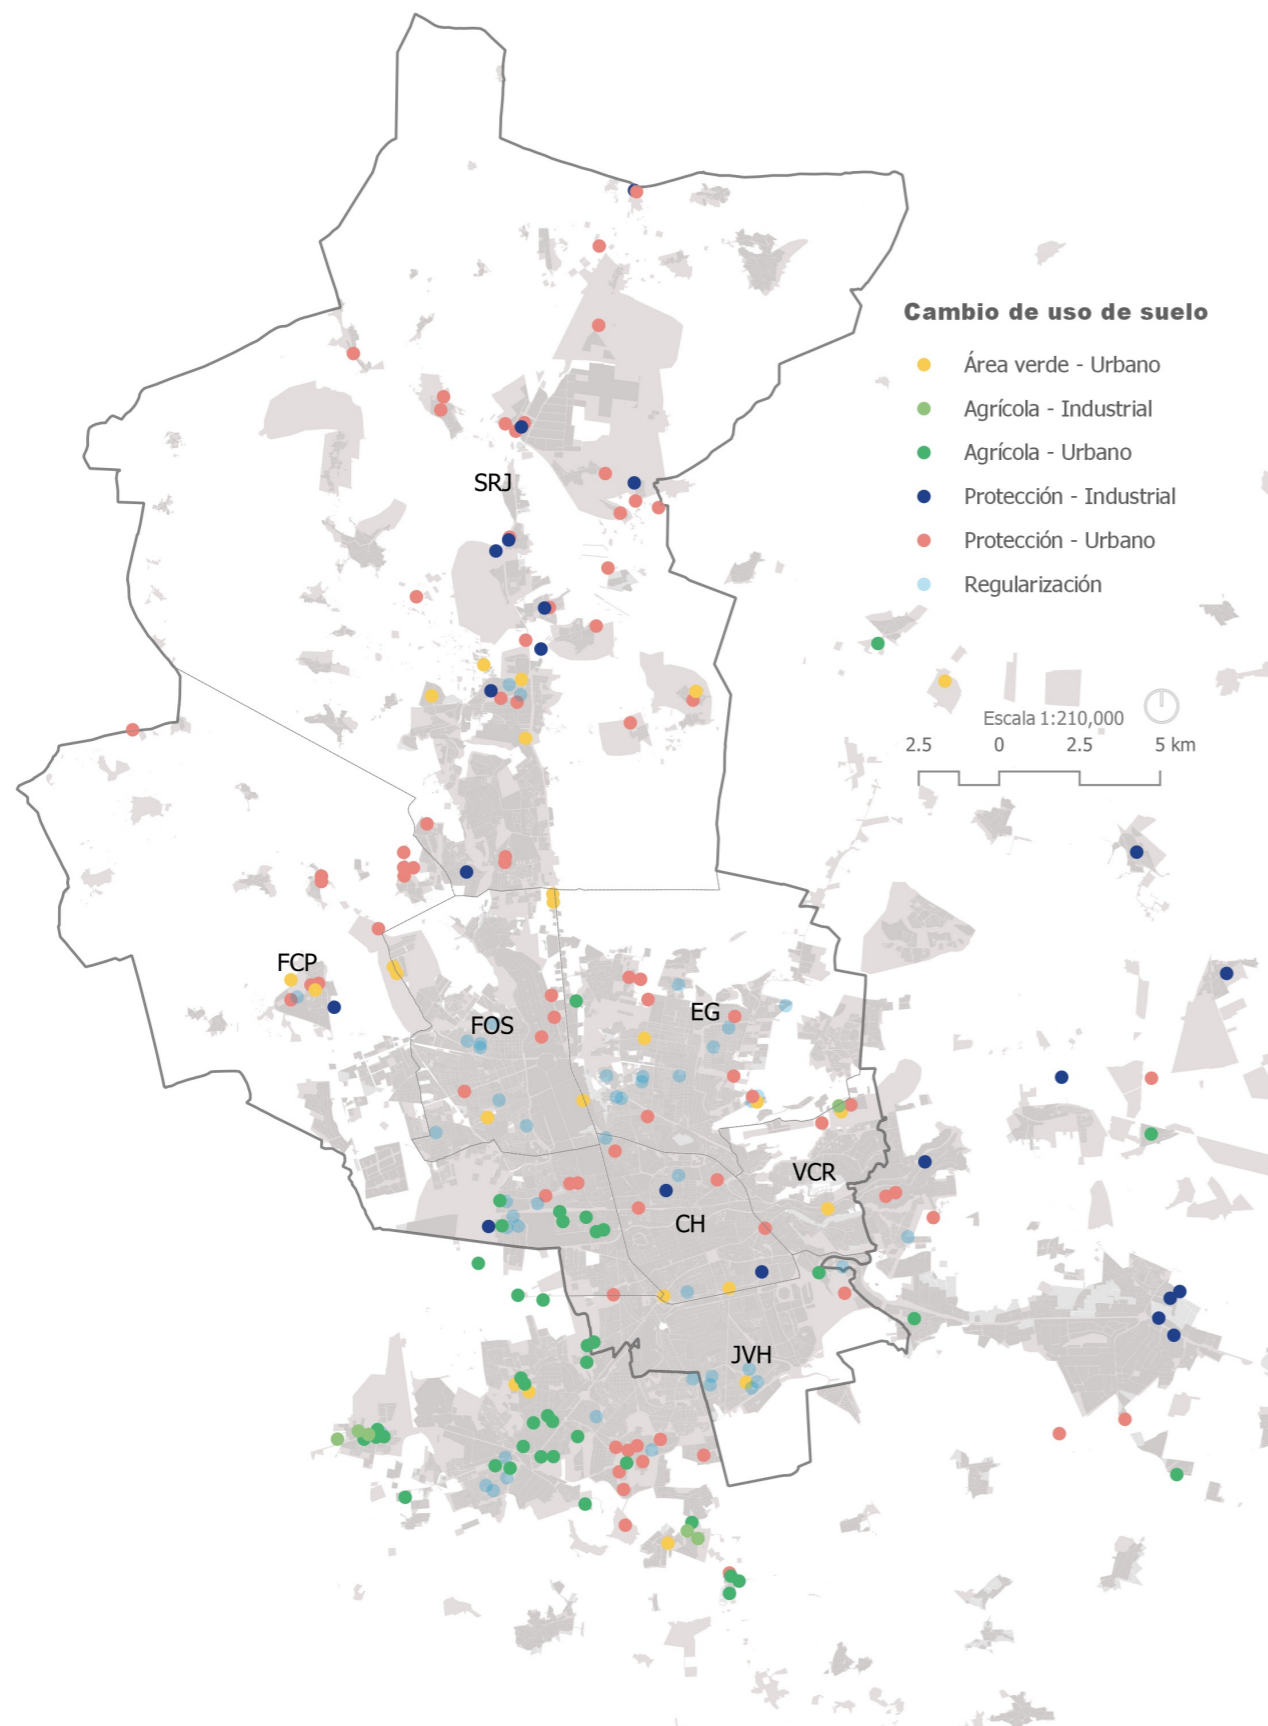 Cambio de uso de suelo
Área verde - Urbano
Agrícola - Industrial
Agrícola - Urbano
Protección - Industrial
SRJ
Protección - Urbano
Regularización
Escala 1:210,000
2.5 0 2.5 5 km
FCP
EG
FOS
VCR
CH
JVH